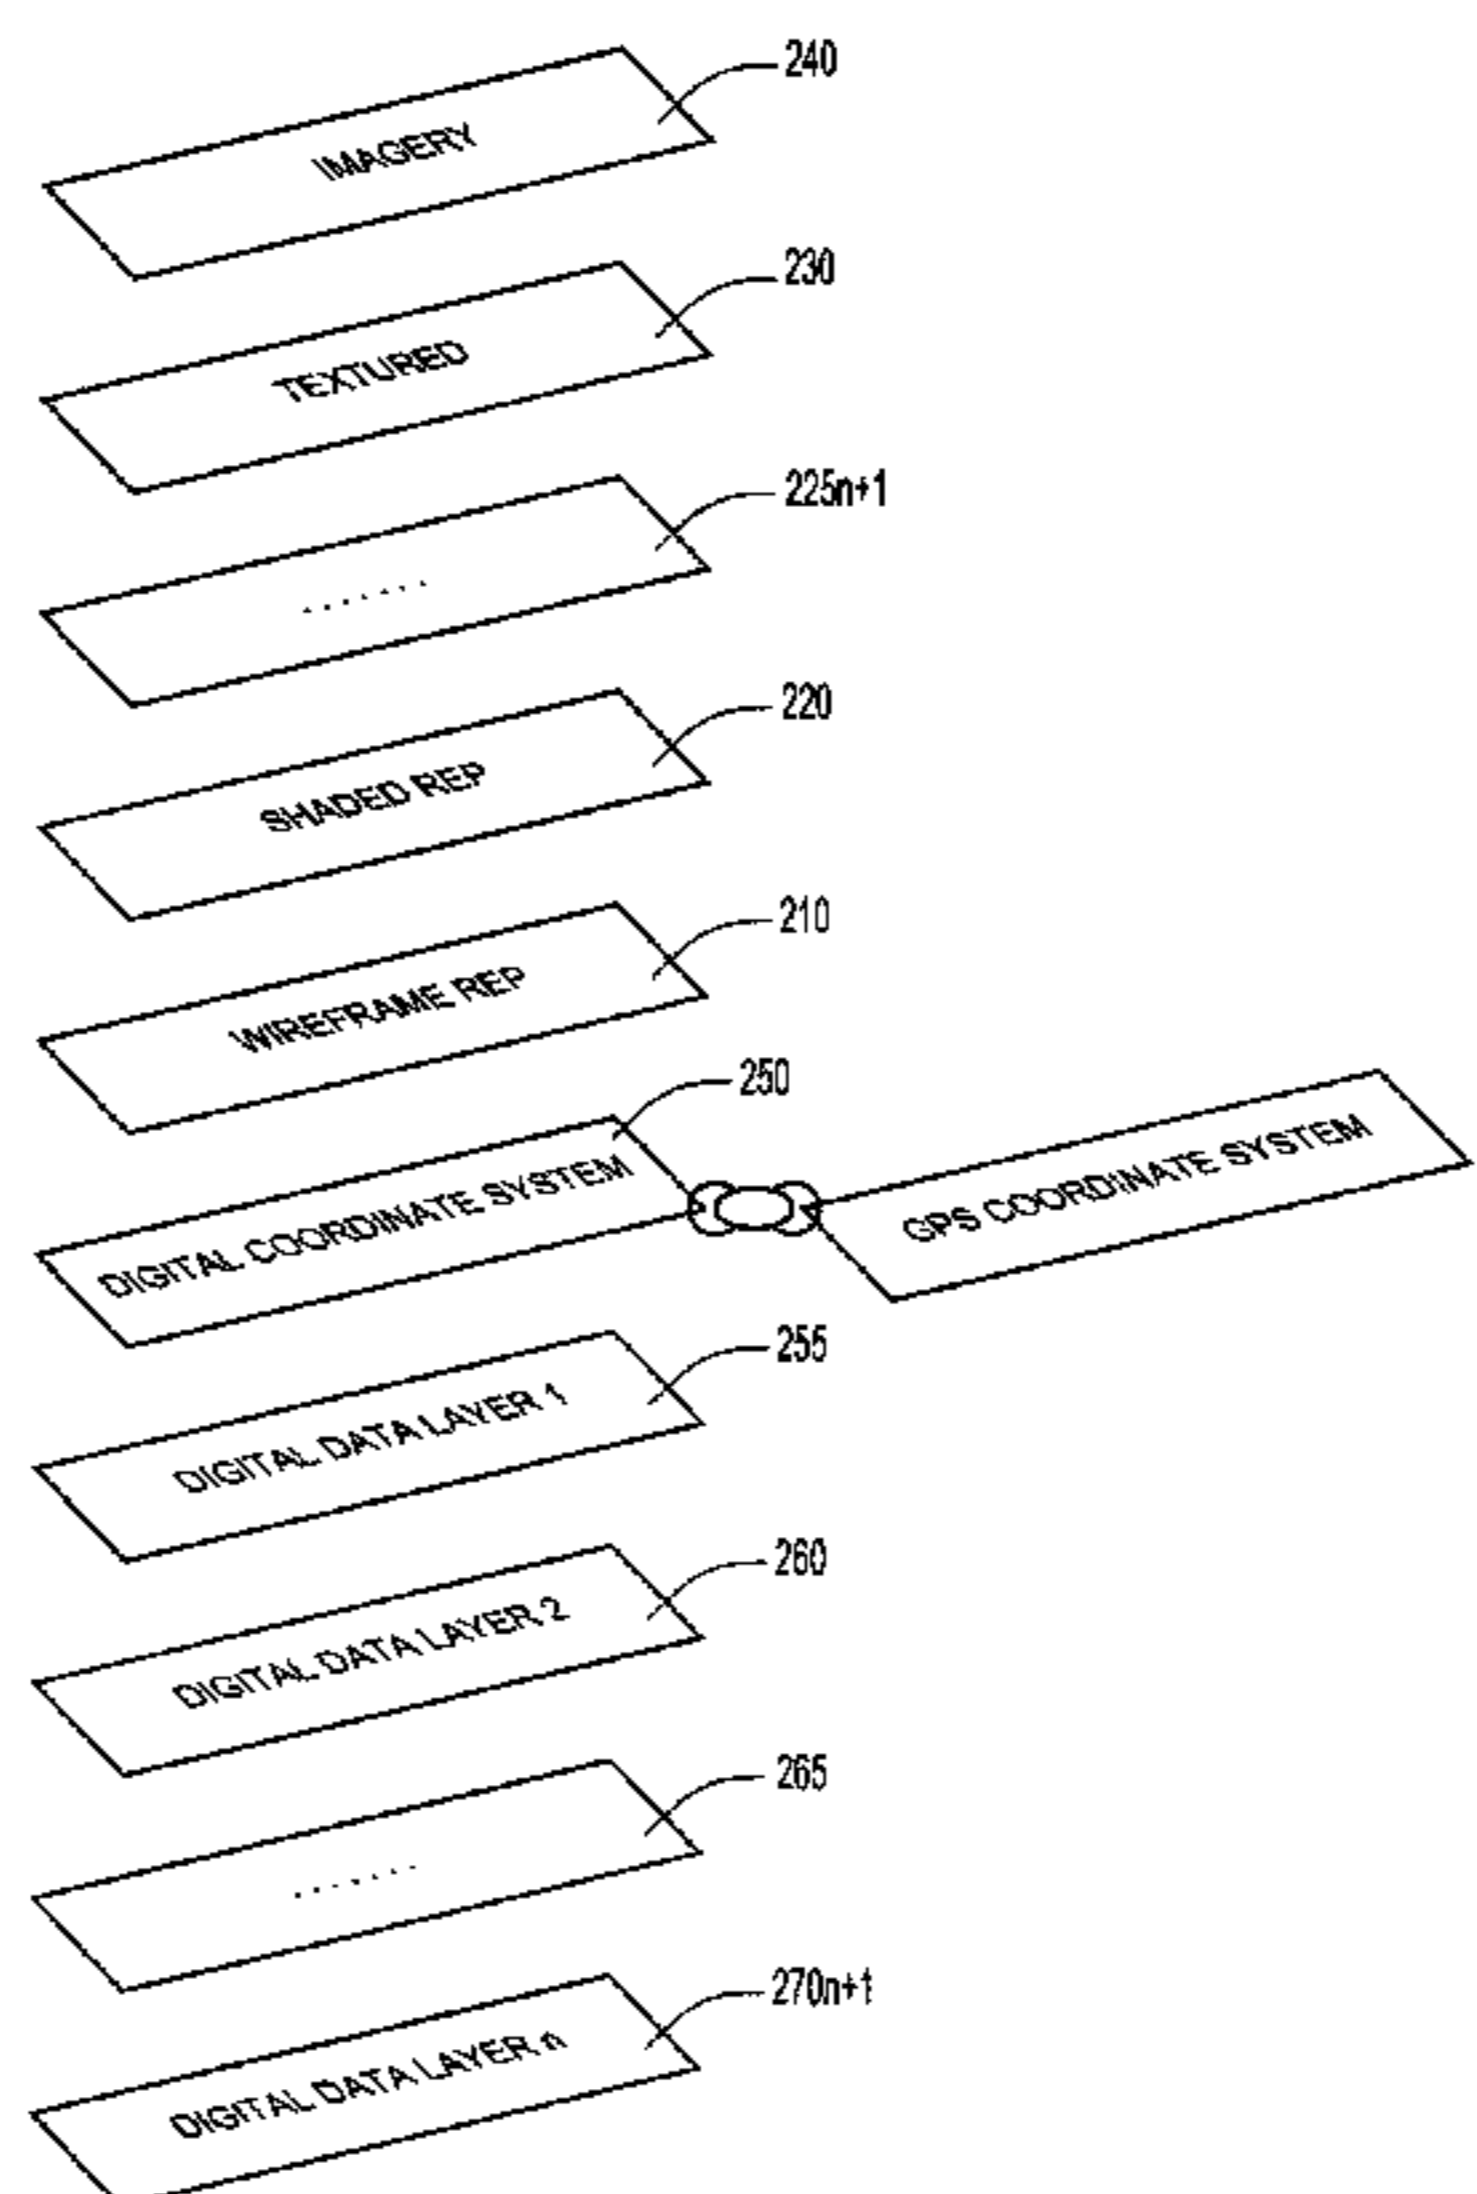 240
IMAGERY
230
TEXTURED
225n+1
.......
220
SHADED REP
210
WIREFRAME REP
250
DIGITAL COORDINATE SYSTEM
GPS COORDINATE SYSTEM
255
DIGITAL DATA LAYER 1
260
DIGITAL DATA LAYER 2
265
.......
270n+1
DIGITAL DATA LAYER n